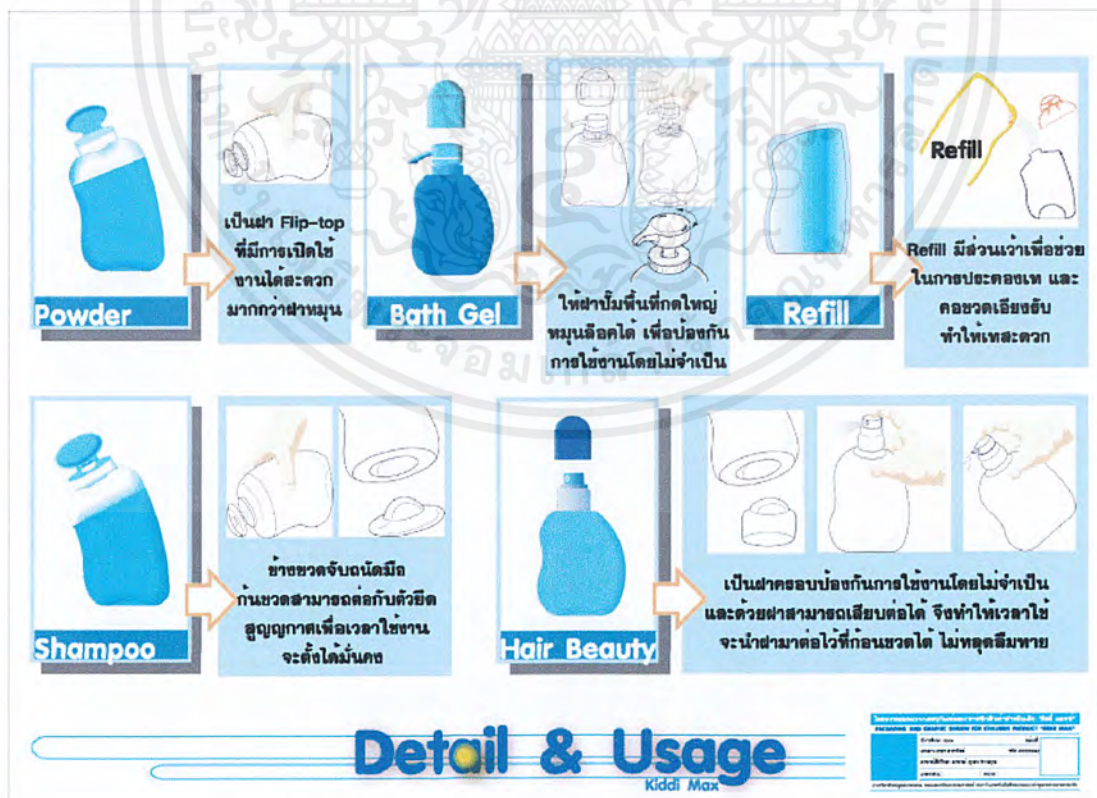 Powder
เป็นฝา Flip-top
ที่มีการเปิดใช้
งานได้สะดวก
มากกว่าฝาหมุน
Bath Gel
ให้ฝาปั๊มพื้นที่กดใหญ่
หมุนล๊อคได้ เพื่อป้องกัน
การใช้งานโดยไม่จำเป็น
Refill
Refill
Refill มีส่วนเว้าเพื่อช่วย
ในการประคองเท และ
คอขวดเอียงรับ
ทำให้เทสะดวก
Shampoo
ข้างขวดจับถนัดมือ
ก้นขวดสามารถต่อกับตัวยึด
สูญญากาศเพื่อเวลาใช้งาน
จะตั้งได้มั่นคง
Hair Beauty
เป็นฝาครอบป้องกันการใช้งานโดยไม่จำเป็น
และด้วยฝาสามารถเสียบต่อได้ จึงทำให้เวลาใช้
จะนำฝามาต่อไว้ที่ก้อนขวดได้ ไม่หลุดลืมหาย
Detail & Usage
Kiddi Max
PACKAGING AND GRAPHIC DESIGN FOR CHILDREN PRODUCT "KIDDI MAX"